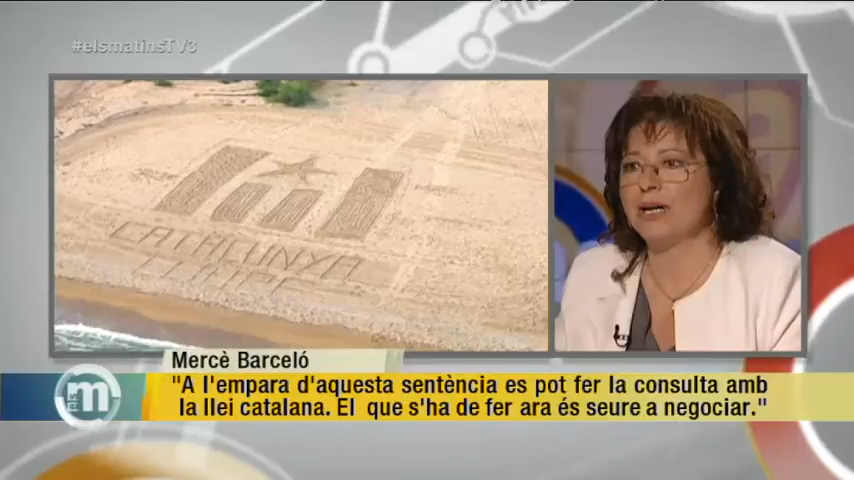 #elsmatinsTV3
CATALUNYA
LLIURE
Mercè Barceló
"A l'empara d'aquesta sentència es pot fer la consulta amb
la llei catalana. El que s'ha de fer ara és seure a negociar."
els m